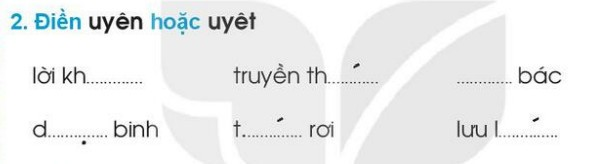 2. Điền uyên hoặc uyêt
lời kh............. truyền th......´...... ............. bác
d.......̣...... binh t.......´..... rơi lưu l.......´......